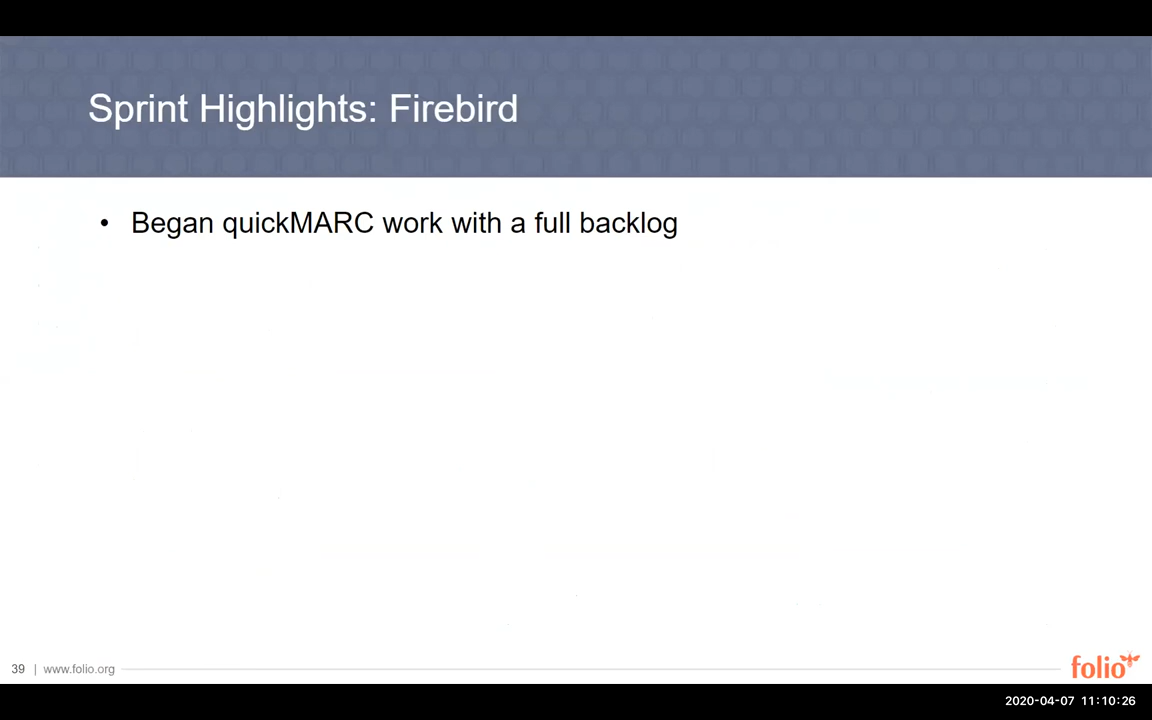 Sprint Highlights: Firebird
• Began quickMARC work with a full backlog
39 | www.folio.org
folio
2020-04-07 11:10:26